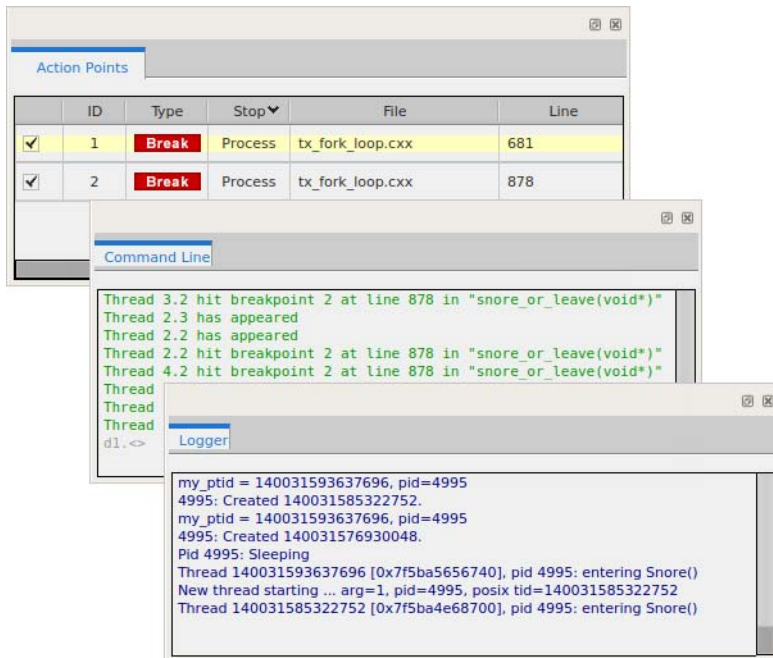 Action Points
ID Type Stop File Line
1 Break Process tx_fork_loop.cxx 681
2 Break Process tx_fork_loop.cxx 878
Command Line
Thread 3.2 hit breakpoint 2 at line 878 in "snore_or_leave(void*)"
Thread 2.3 has appeared
Thread 2.2 has appeared
Thread 2.2 hit breakpoint 2 at line 878 in "snore_or_leave(void*)"
Thread 4.2 hit breakpoint 2 at line 878 in "snore_or_leave(void*)"
Thread
Thread
Thread
d1.<>
Logger
my_ptid = 140031593637696, pid=4995
4995: Created 140031585322752.
my_ptid = 140031593637696, pid=4995
4995: Created 140031576930048.
Pid 4995: Sleeping
Thread 140031593637696 [0x7f5ba5656740], pid 4995: entering Snore()
New thread starting ... arg=1, pid=4995, posix tid=140031585322752
Thread 140031585322752 [0x7f5ba4e68700], pid 4995: entering Snore()